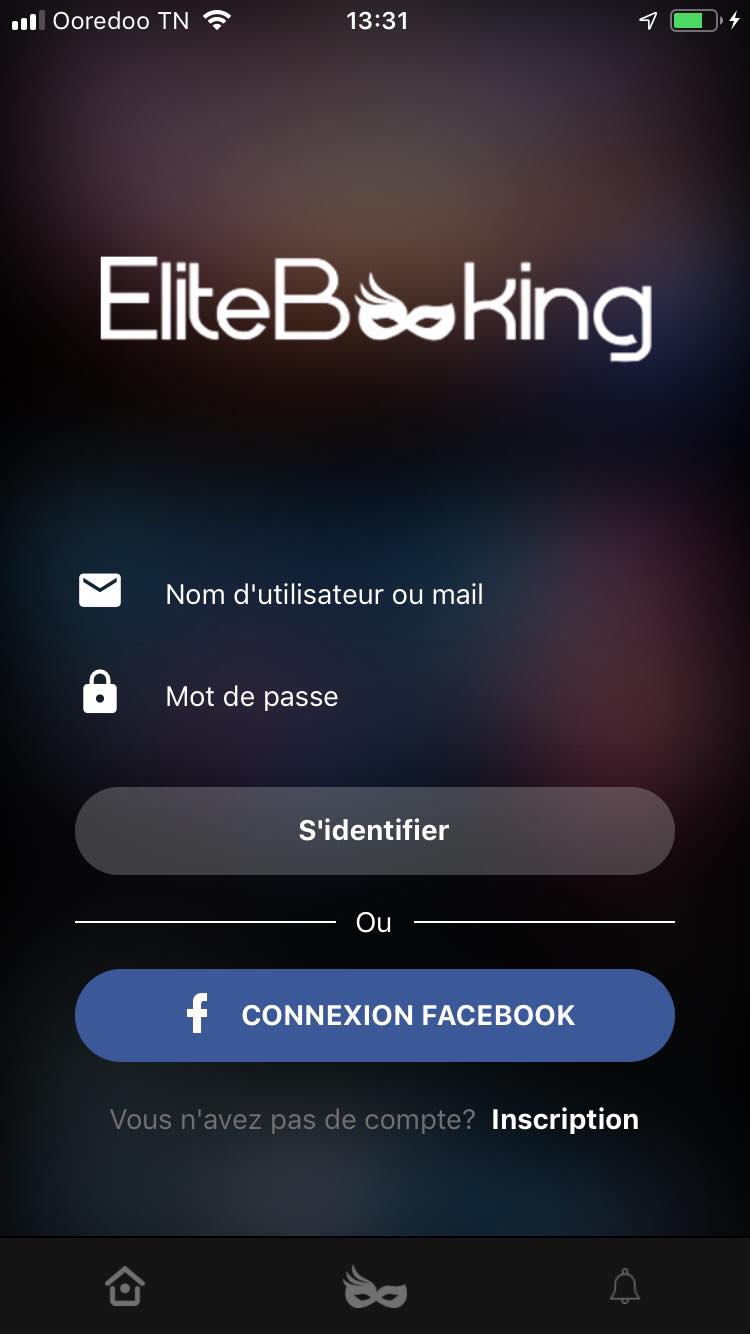 Ooredoo TN 13:31
EliteBooking
Nom d'utilisateur ou mail
Mot de passe
S'identifier
Ou
f CONNEXION FACEBOOK
Vous n'avez pas de compte? Inscription